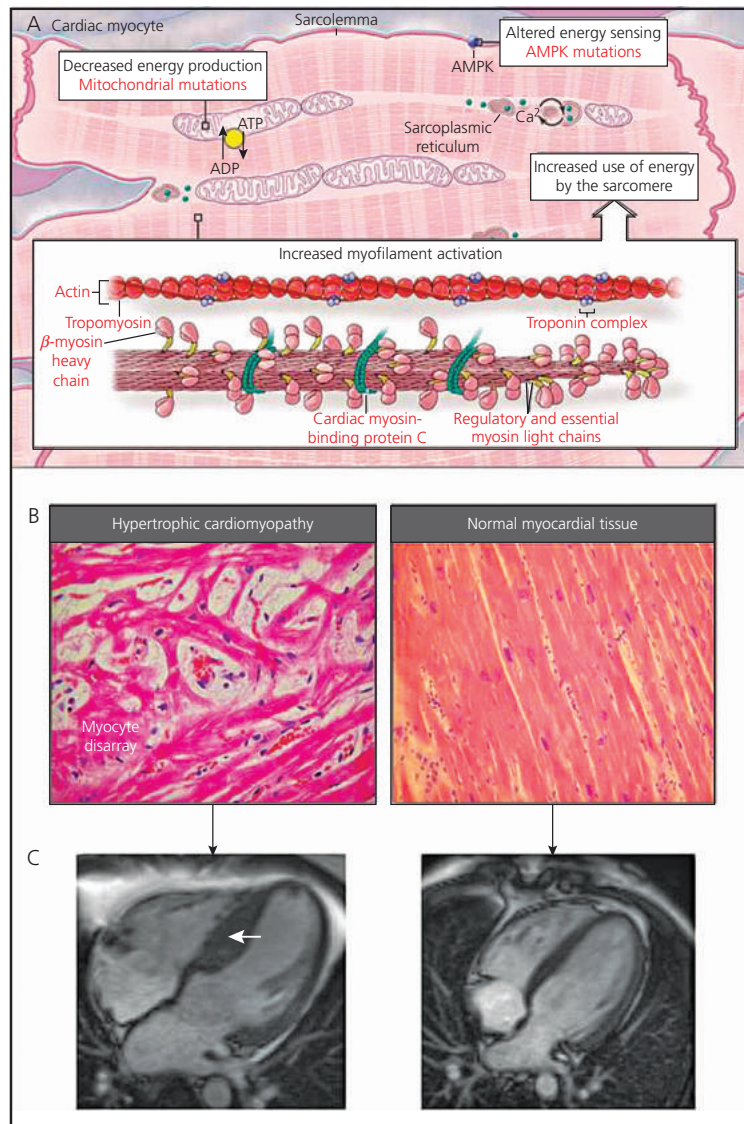 A
Cardiac myocyte
Sarcolemma
Altered energy sensing
AMPK mutations
AMPK
Decreased energy production
Mitochondrial mutations
ATP
ADP
Sarcoplasmic
reticulum
Ca2
Increased use of energy
by the sarcomere
Increased myofilament activation
Actin
Tropomyosin
β-myosin
heavy
chain
Troponin complex
Cardiac myosin-
binding protein C
Regulatory and essential
myosin light chains
B
Hypertrophic cardiomyopathy
Normal myocardial tissue
Myocyte
disarray
C